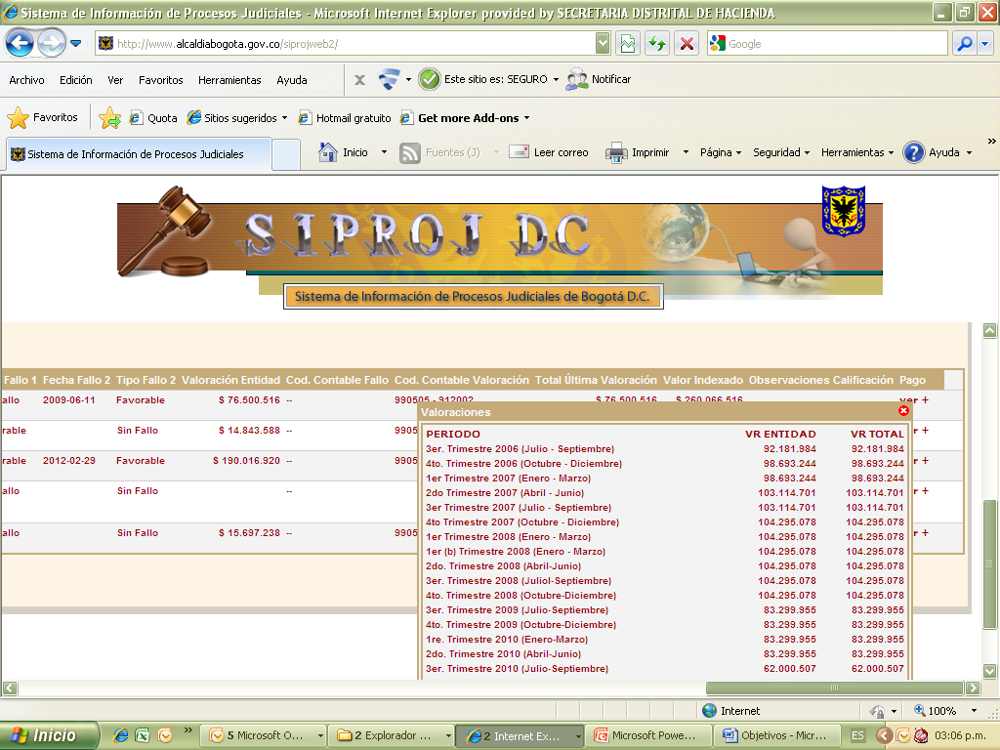 Sistema de Información de Procesos Judiciales - Microsoft Internet Explorer provided by SECRETARIA DISTRITAL DE HACIENDA
http://www.alcaldiabogota.gov.co/siprojweb2/
Google
Archivo Edición Ver Favoritos Herramientas Ayuda
Este sitio es: SEGURO
Notificar
Favoritos
Quota
Sitios sugeridos
Hotmail gratuito
Get more Add-ons
Sistema de Información de Procesos Judiciales
Inicio
Fuentes (J)
Leer correo
Imprimir
Página
Seguridad
Herramientas
Ayuda
»
SIPROJ DC
Sistema de Información de Procesos Judiciales de Bogotá D.C.
Fallo 1 Fecha Fallo 2 Tipo Fallo 2 Valoración Entidad Cod. Contable Fallo Cod. Contable Valoración Total Última Valoración Valor Indexado Observaciones Calificación Pago
allo 2009-06-11 Favorable $ 76.500.516 -- 990505 - 912002 $ 76.500.516 $ 260.066.516 ver +
rable Sin Fallo $ 14.843.588 -- 9905 r +
rable 2012-02-29 Favorable $ 190.016.920 -- 9905 r +
allo Sin Fallo -- r +
allo Sin Fallo $ 15.697.238 -- 9905 r +
Valoraciones
PERIODO VR ENTIDAD VR TOTAL
3er. Trimestre 2006 (Julio - Septiembre) 92.181.984 92.181.984
4to. Trimestre 2006 (Octubre - Diciembre) 98.693.244 98.693.244
1er Trimestre 2007 (Enero - Marzo) 98.693.244 98.693.244
2do Trimestre 2007 (Abril - Junio) 103.114.701 103.114.701
3er Trimestre 2007 (Julio - Septiembre) 103.114.701 103.114.701
4to Trimestre 2007 (Octubre - Diciembre) 104.295.078 104.295.078
1er Trimestre 2008 (Enero - Marzo) 104.295.078 104.295.078
1er (b) Trimestre 2008 (Enero - Marzo) 104.295.078 104.295.078
2do. Trimestre 2008 (Abril-Junio) 104.295.078 104.295.078
3er. Trimestre 2008 (Juliol-Septiembre) 104.295.078 104.295.078
4to. Trimestre 2008 (Octubre-Diciembre) 104.295.078 104.295.078
3er. Trimestre 2009 (Julio-Septiembre) 83.299.955 83.299.955
4to. Trimestre 2009 (Octubre-Diciembre) 83.299.955 83.299.955
1re. Trimestre 2010 (Enero-Marzo) 83.299.955 83.299.955
2do. Trimestre 2010 (Abril-Junio) 83.299.955 83.299.955
3er. Trimestre 2010 (Julio-Septiembre) 62.000.507 62.000.507
Internet
100%
Inicio
»
5 Microsoft O...
2 Explorador ...
2 Internet Ex...
Microsoft Powe...
Objetivos - Micr...
ES
03:06 p.m.